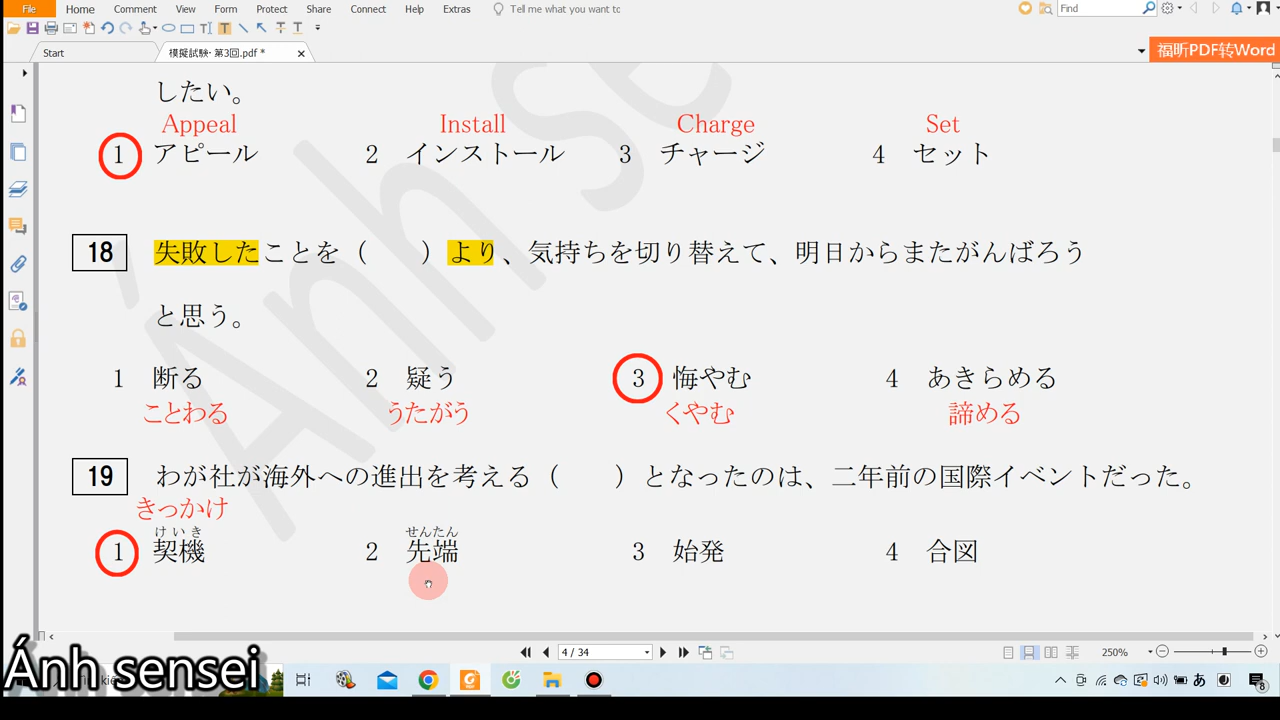 File Home Comment View Form Protect Share Connect Help Extras Tell me what you want tc Find
Start 模擬試験- 第3回.pdf * 福昕PDF转Word
したい。
Appeal Install Charge Set
1 アピール 2 インストール 3 チャージ 4 セット
18 失敗したことを（ ）より、気持ちを切り替えて、明日からまたがんばろう
と思う。
1 断る 2 疑う 3 悔やむ 4 あきらめる
ことわる うたがう くやむ 諦める
19 わが社が海外への進出を考える（ ）となったのは、二年前の国際イベントだった。
きっかけ
けいき せんたん
1 契機 2 先端 3 始発 4 合図
Ánh se
4 / 34 250%
Ánh sensei
あ 8